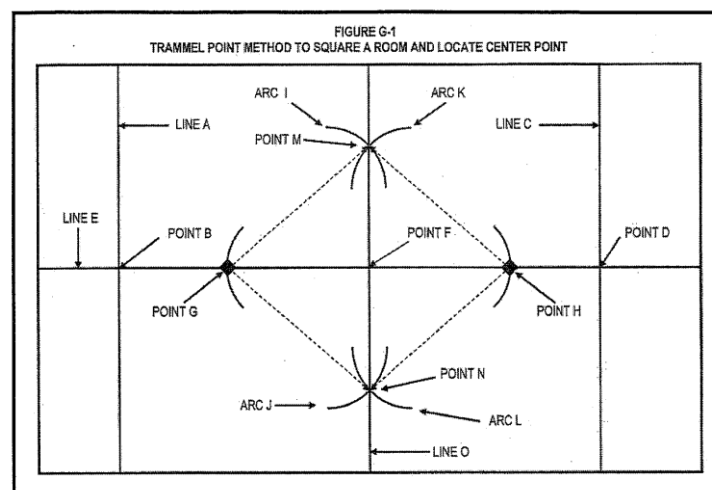 FIGURE G-1
TRAMMEL POINT METHOD TO SQUARE A ROOM AND LOCATE CENTER POINT
ARC I
ARC K
LINE A
LINE C
POINT M
LINE E
POINT B
POINT F
POINT D
POINT G
POINT H
POINT N
ARC J
ARC L
LINE O